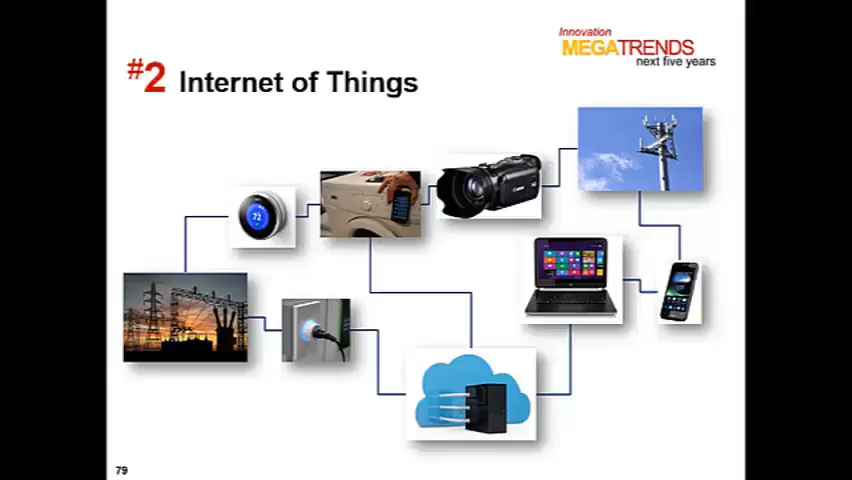 Innovation
MEGATRENDS
next five years
#2 Internet of Things
72
79